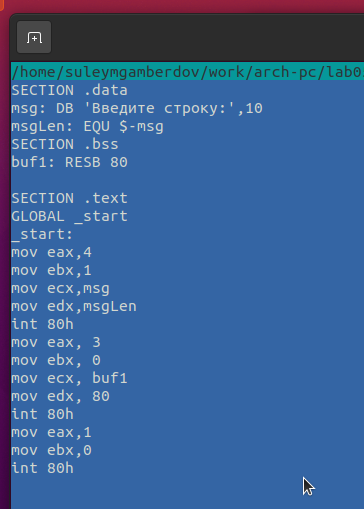 /home/suleymgamberdov/work/arch-pc/lab0
SECTION .data
msg: DB 'Введите строку:',10
msgLen: EQU $-msg
SECTION .bss
buf1: RESB 80
SECTION .text
GLOBAL _start
_start:
mov eax,4
mov ebx,1
mov ecx,msg
mov edx,msgLen
int 80h
mov eax, 3
mov ebx, 0
mov ecx, buf1
mov edx, 80
int 80h
mov eax,1
mov ebx,0
int 80h